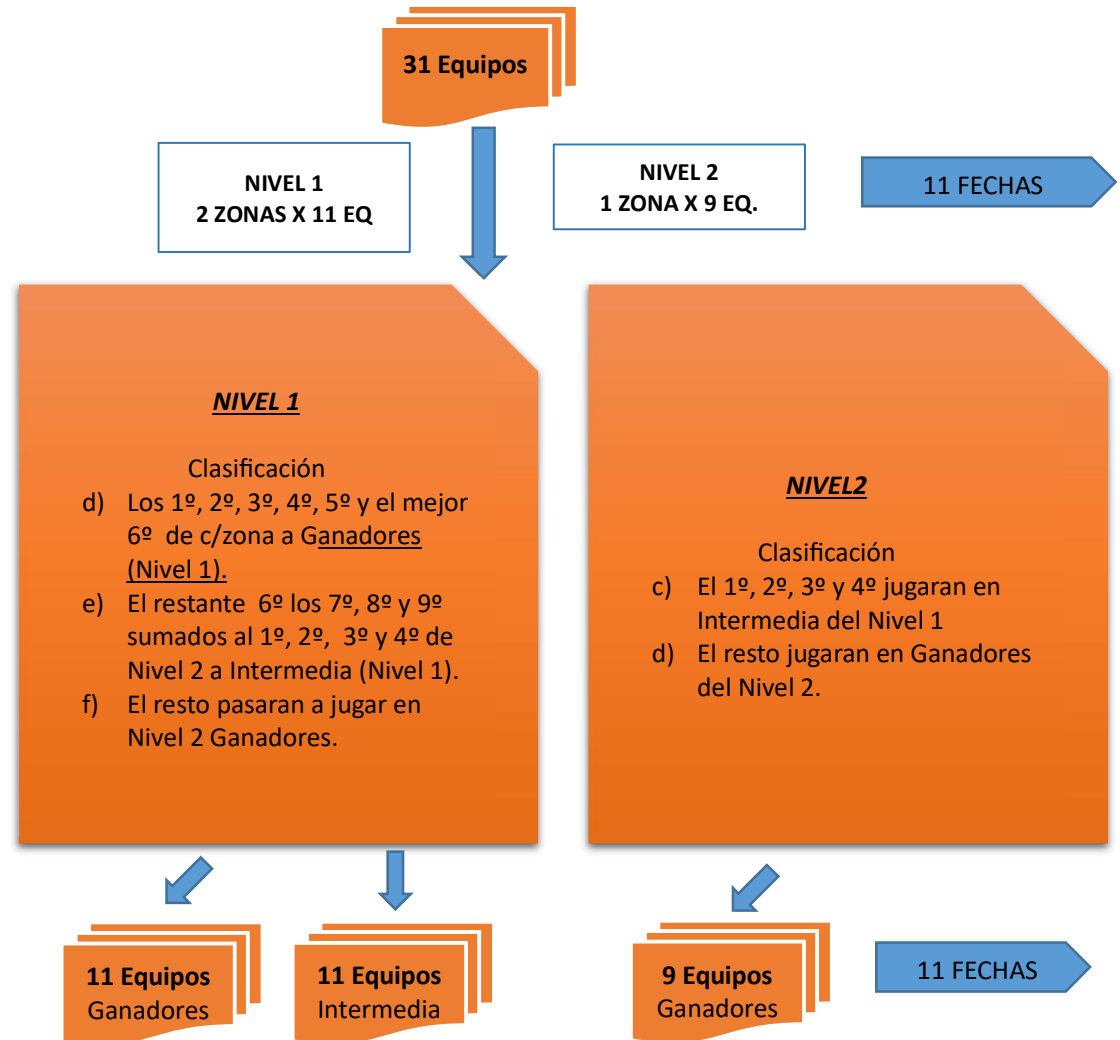 31 Equipos
NIVEL 1
2 ZONAS X 11 EQ
NIVEL 2
1 ZONA X 9 EQ.
11 FECHAS
NIVEL 1
Clasificación
d) Los 1º, 2º, 3º, 4º, 5º y el mejor
6º de c/zona a Ganadores
(Nivel 1).
e) El restante 6º los 7º, 8º y 9º
sumados al 1º, 2º, 3º y 4º de
Nivel 2 a Intermedia (Nivel 1).
f) El resto pasaran a jugar en
Nivel 2 Ganadores.
NIVEL2
Clasificación
c) El 1º, 2º, 3º y 4º jugaran en
Intermedia del Nivel 1
d) El resto jugaran en Ganadores
del Nivel 2.
11 Equipos
Ganadores
11 Equipos
Intermedia
9 Equipos
Ganadores
11 FECHAS